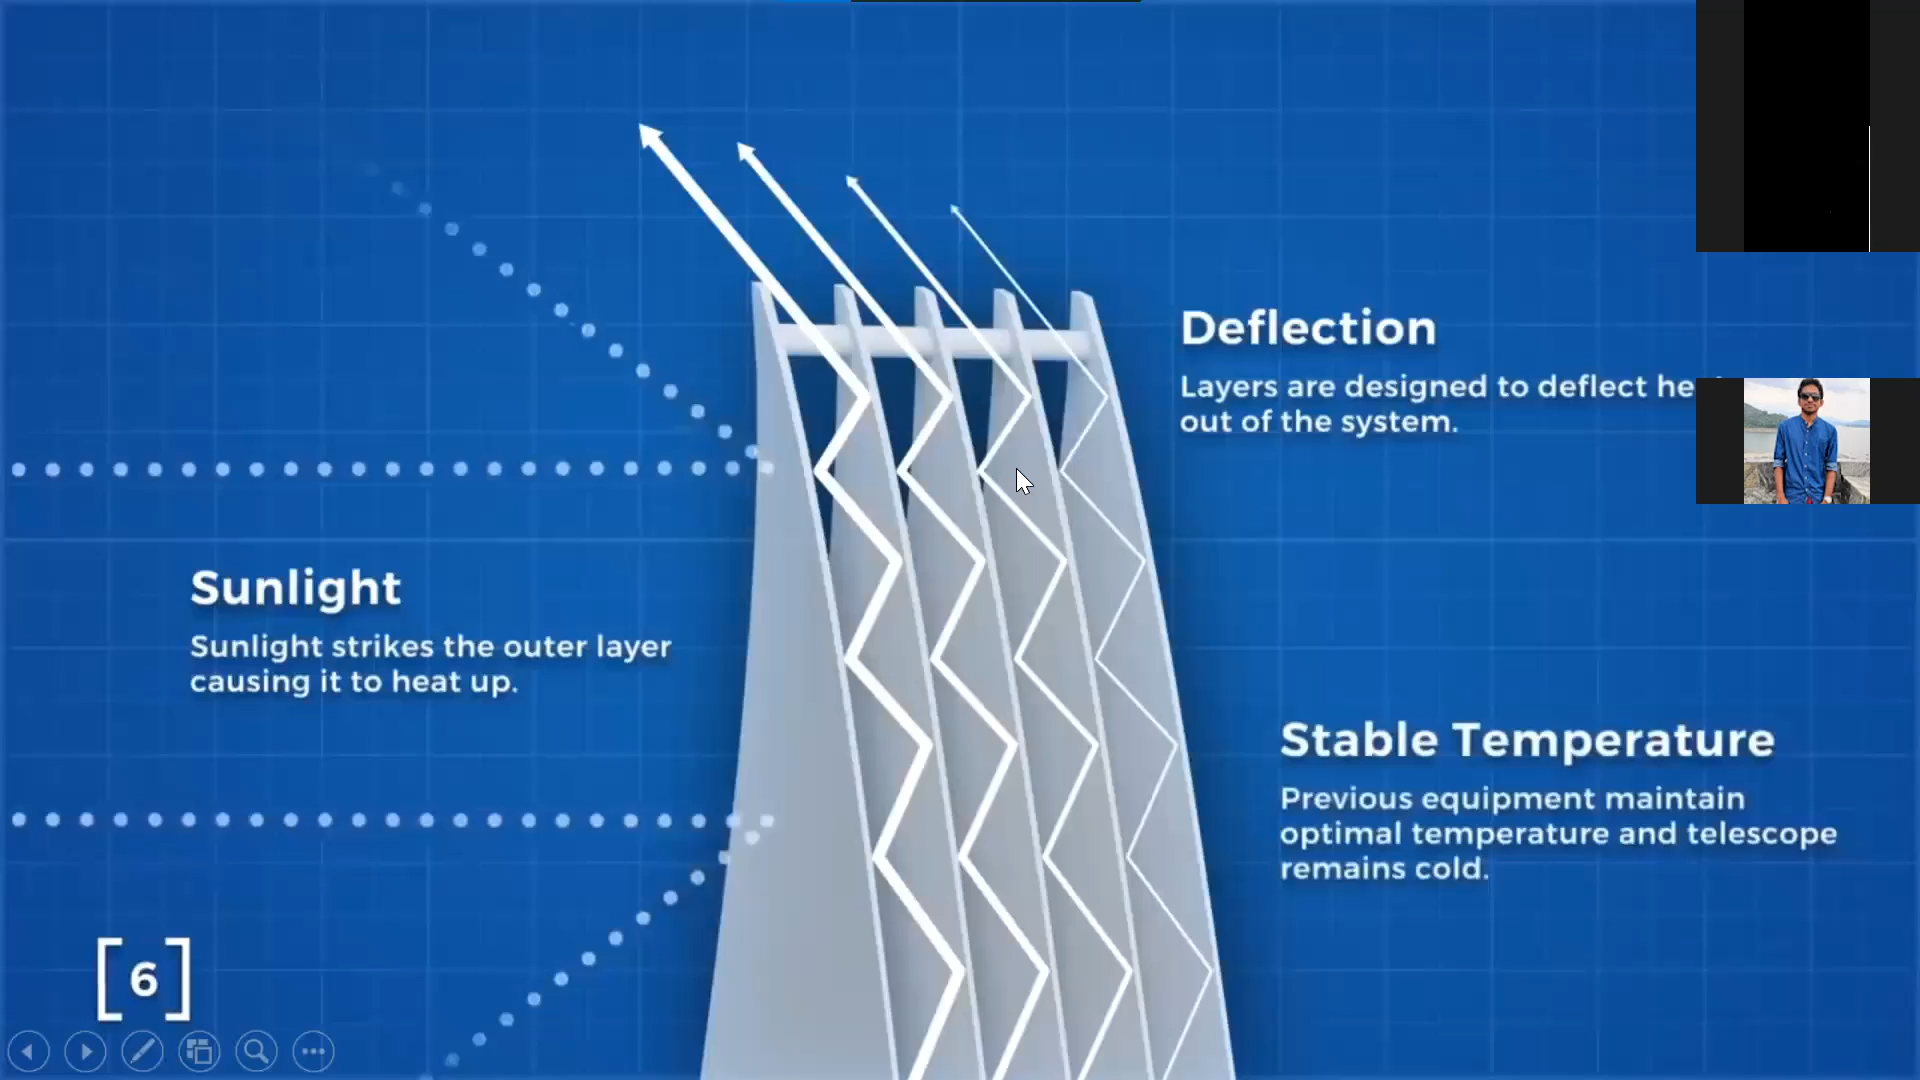 Deflection
Layers are designed to deflect
out of the system.
Sunlight
Sunlight strikes the outer layer
causing it to heat up.
Stable Temperature
Previous equipment maintain
optimal temperature and telescope
remains cold.
[6]